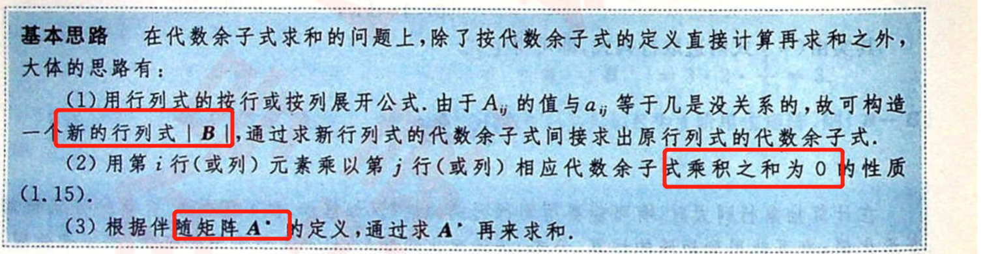 基本思路 在代数余子式求和的问题上,除了按代数余子式的定义直接计算再求和之外,
大体的思路有:
(1)用行列式的按行或按列展开公式.由于 Aij 的值与 aij 等于几是没关系的,故可构造
一个新的行列式 | B |,通过求新行列式的代数余子式间接求出原行列式的代数余子式.
(2)用第 i 行(或列)元素乘以第 j 行(或列)相应代数余子式乘积之和为 0 的性质
(1.15).
(3)根据伴随矩阵 A* 的定义,通过求 A* 再来求和.